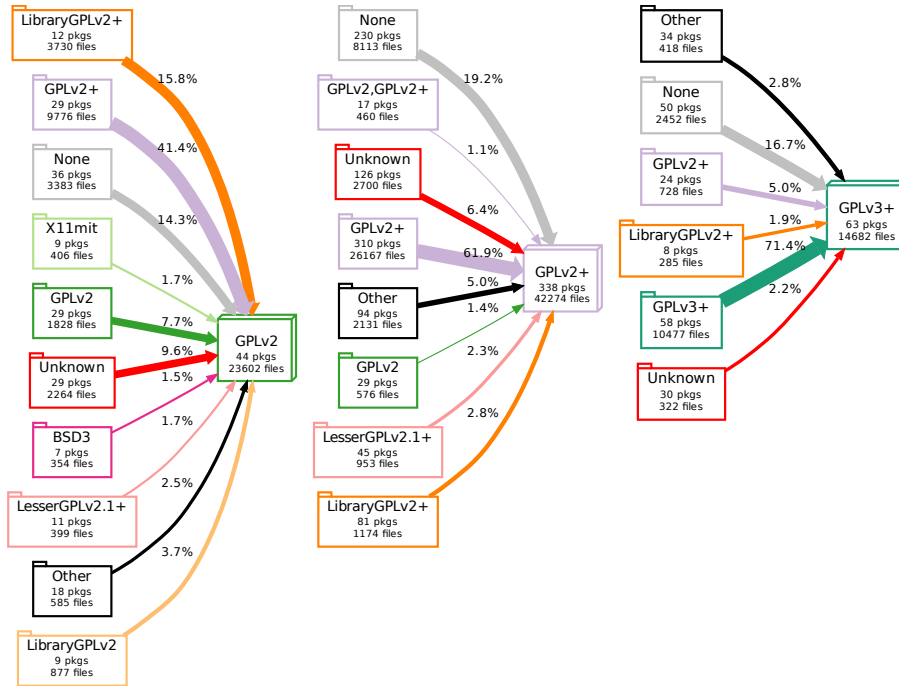 LibraryGPLv2+
12 pkgs
3730 files
15.8%
GPLv2+
29 pkgs
9776 files
41.4%
None
36 pkgs
3383 files
14.3%
X11mit
9 pkgs
406 files
1.7%
GPLv2
29 pkgs
1828 files
7.7%
Unknown
29 pkgs
2264 files
9.6%
1.5%
BSD3
7 pkgs
354 files
1.7%
LesserGPLv2.1+
11 pkgs
399 files
2.5%
Other
18 pkgs
585 files
3.7%
LibraryGPLv2
9 pkgs
877 files
GPLv2
44 pkgs
23602 files
None
230 pkgs
8113 files
19.2%
GPLv2,GPLv2+
17 pkgs
460 files
1.1%
Unknown
126 pkgs
2700 files
6.4%
GPLv2+
310 pkgs
26167 files
61.9%
Other
94 pkgs
2131 files
5.0%
1.4%
GPLv2
29 pkgs
576 files
2.3%
LesserGPLv2.1+
45 pkgs
953 files
2.8%
LibraryGPLv2+
81 pkgs
1174 files
GPLv2+
338 pkgs
42274 files
Other
34 pkgs
418 files
2.8%
None
50 pkgs
2452 files
16.7%
GPLv2+
24 pkgs
728 files
5.0%
LibraryGPLv2+
8 pkgs
285 files
1.9%
71.4%
GPLv3+
58 pkgs
10477 files
2.2%
Unknown
30 pkgs
322 files
GPLv3+
63 pkgs
14682 files